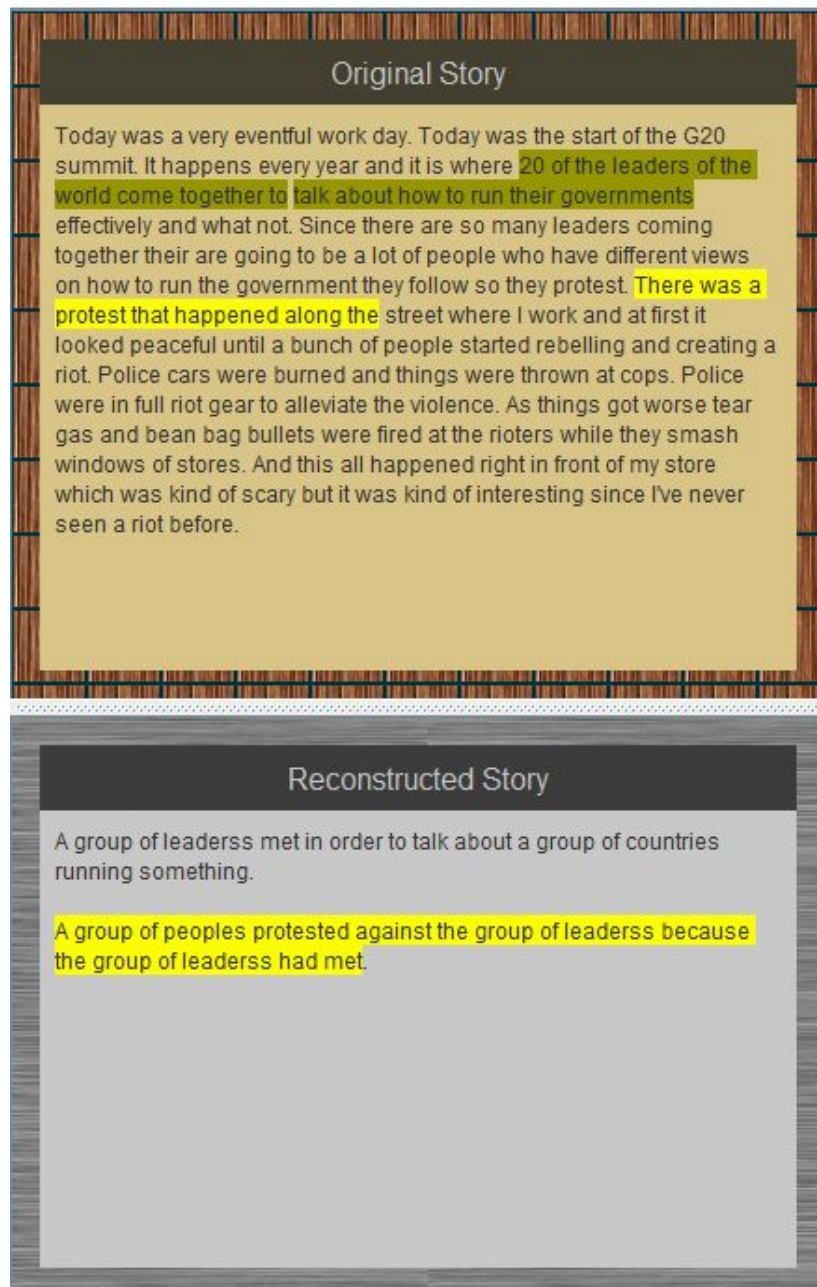 Original Story
Today was a very eventful work day. Today was the start of the G20
summit. It happens every year and it is where 20 of the leaders of the
world come together to talk about how to run their governments
effectively and what not. Since there are so many leaders coming
together their are going to be a lot of people who have different views
on how to run the government they follow so they protest. There was a
protest that happened along the street where I work and at first it
looked peaceful until a bunch of people started rebelling and creating a
riot. Police cars were burned and things were thrown at cops. Police
were in full riot gear to alleviate the violence. As things got worse tear
gas and bean bag bullets were fired at the rioters while they smash
windows of stores. And this all happened right in front of my store
which was kind of scary but it was kind of interesting since I've never
seen a riot before.
Reconstructed Story
A group of leaderss met in order to talk about a group of countries
running something.
A group of peoples protested against the group of leaderss because
the group of leaderss had met.